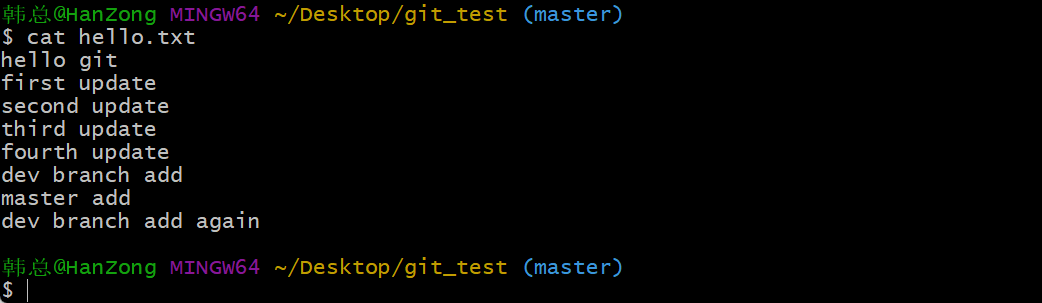 韩总@HanZong MINGW64 ~/Desktop/git_test (master)
$ cat hello.txt
hello git
first update
second update
third update
fourth update
dev branch add
master add
dev branch add again
韩总@HanZong MINGW64 ~/Desktop/git_test (master)
$